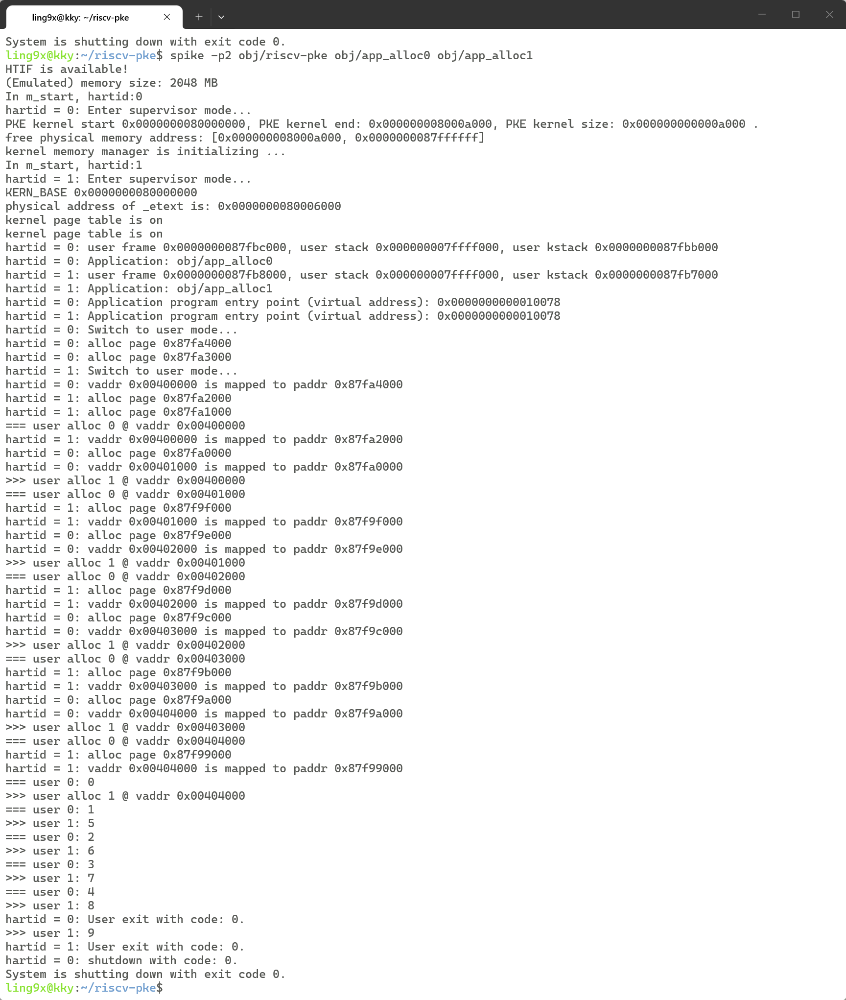 ling9x@kky: ~/riscv-pke
System is shutting down with exit code 0.
ling9x@kky:~/riscv-pke$ spike -p2 obj/riscv-pke obj/app_alloc0 obj/app_alloc1
HTIF is available!
(Emulated) memory size: 2048 MB
In m_start, hartid:0
hartid = 0: Enter supervisor mode...
PKE kernel start 0x0000000080000000, PKE kernel end: 0x000000008000a000, PKE kernel size: 0x000000000000a000 .
free physical memory address: [0x000000008000a000, 0x0000000087ffffff]
kernel memory manager is initializing ...
In m_start, hartid:1
hartid = 1: Enter supervisor mode...
KERN_BASE 0x0000000080000000
physical address of _etext is: 0x0000000080006000
kernel page table is on
kernel page table is on
hartid = 0: user frame 0x0000000087fbc000, user stack 0x000000007ffff000, user kstack 0x0000000087fbb000
hartid = 0: Application: obj/app_alloc0
hartid = 1: user frame 0x0000000087fb8000, user stack 0x000000007ffff000, user kstack 0x0000000087fb7000
hartid = 1: Application: obj/app_alloc1
hartid = 0: Application program entry point (virtual address): 0x0000000000010078
hartid = 1: Application program entry point (virtual address): 0x0000000000010078
hartid = 0: Switch to user mode...
hartid = 0: alloc page 0x87fa4000
hartid = 0: alloc page 0x87fa3000
hartid = 1: Switch to user mode...
hartid = 0: vaddr 0x00400000 is mapped to paddr 0x87fa4000
hartid = 1: alloc page 0x87fa2000
hartid = 1: alloc page 0x87fa1000
=== user alloc 0 @ vaddr 0x00400000
hartid = 1: vaddr 0x00400000 is mapped to paddr 0x87fa2000
hartid = 0: alloc page 0x87fa0000
hartid = 0: vaddr 0x00401000 is mapped to paddr 0x87fa0000
>>> user alloc 1 @ vaddr 0x00400000
=== user alloc 0 @ vaddr 0x00401000
hartid = 1: alloc page 0x87f9f000
hartid = 1: vaddr 0x00401000 is mapped to paddr 0x87f9f000
hartid = 0: alloc page 0x87f9e000
hartid = 0: vaddr 0x00402000 is mapped to paddr 0x87f9e000
>>> user alloc 1 @ vaddr 0x00401000
=== user alloc 0 @ vaddr 0x00402000
hartid = 1: alloc page 0x87f9d000
hartid = 1: vaddr 0x00402000 is mapped to paddr 0x87f9d000
hartid = 0: alloc page 0x87f9c000
hartid = 0: vaddr 0x00403000 is mapped to paddr 0x87f9c000
>>> user alloc 1 @ vaddr 0x00402000
=== user alloc 0 @ vaddr 0x00403000
hartid = 1: alloc page 0x87f9b000
hartid = 1: vaddr 0x00403000 is mapped to paddr 0x87f9b000
hartid = 0: alloc page 0x87f9a000
hartid = 0: vaddr 0x00404000 is mapped to paddr 0x87f9a000
>>> user alloc 1 @ vaddr 0x00403000
=== user alloc 0 @ vaddr 0x00404000
hartid = 1: alloc page 0x87f99000
hartid = 1: vaddr 0x00404000 is mapped to paddr 0x87f99000
=== user 0: 0
>>> user alloc 1 @ vaddr 0x00404000
=== user 0: 1
>>> user 1: 5
=== user 0: 2
>>> user 1: 6
=== user 0: 3
>>> user 1: 7
=== user 0: 4
>>> user 1: 8
hartid = 0: User exit with code: 0.
>>> user 1: 9
hartid = 1: User exit with code: 0.
hartid = 0: shutdown with code: 0.
System is shutting down with exit code 0.
ling9x@kky:~/riscv-pke$